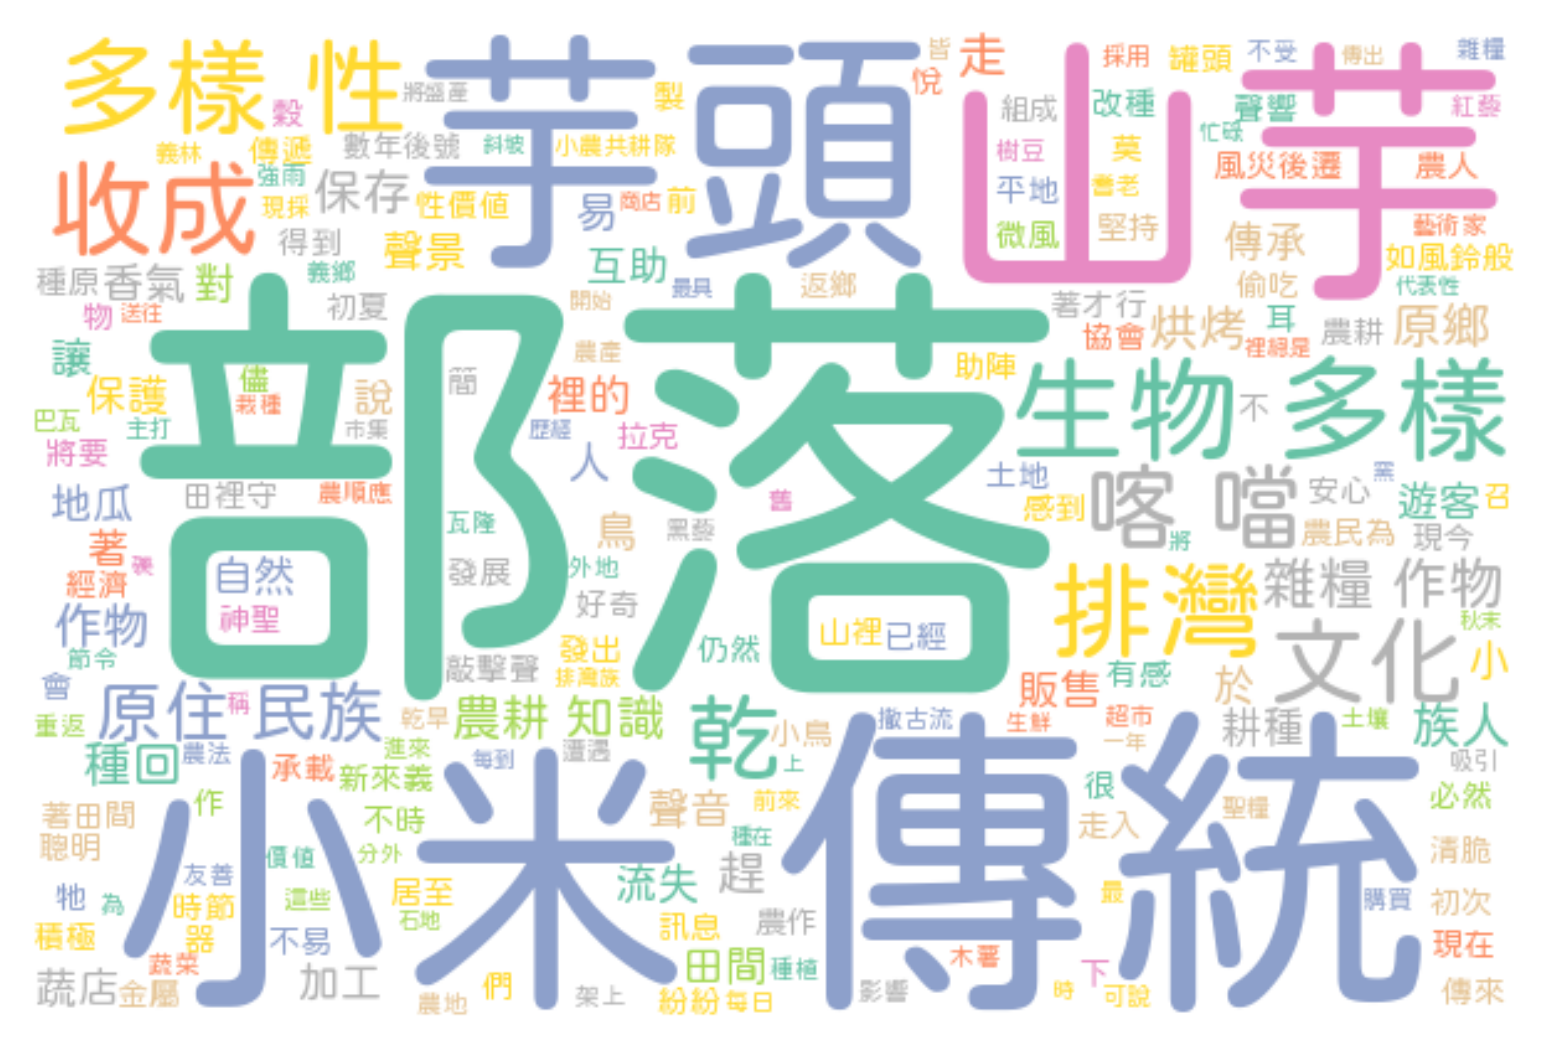 多樣 性
芋頭
山芋
將盛產
穀
製
皆
悅
走
採用
罐頭
不受
傳出
雜糧
組成
改種
聲響
紅藜
忙碌
義林
傳遞
數年後號
斜坡
小農共耕隊
樹豆
莫
風災後遷
農人
收成
強雨
現採
保存
性價值
易
商店
前
平地
耆老
得到
聲景
互助
微風
堅持
傳承
藝術家
如風鈴般
種原
香氣
對
義鄉
初夏
最具
返鄉
開始
偷吃
代表性
物
送往
著才行
協會
烘烤
耳
裡總是
農耕
原鄉
部落
讓
保護
儘
栽種
說
簡
農產
裡的
助陣
生物 多樣
不
巴瓦
主打
市集
歷經
拉克
將要
人
土地
喀 噹
窯
地瓜
田裡守
農順應
舊
感到
安心
遊客
召
瓦隆
鳥
黑藜
將
農民為
現今
著
經濟
自然
發展
外地
排灣
雜糧 作物
神聖
好奇
作物
山裡
已經
文化
秋末
節令
敲擊聲
發出
排灣族
仍然
有感
小
會
原住 民族
稱
販售
於
重返
乾旱
農耕 知識
乾
小鳥
撤古流
生鮮
超市
一年
耕種
土壤
族人
種回
農法
承載
進來
新來義
每到
遭遇
上
吸引
小米
傳統
作
不時
聲音
前來
很
聖糧
必然
著田間
聰明
種在
走入
清脆
價值
分外
友善
流失
趕
牠
為
時節
這些
居至
石地
最
購買
初次
積極
器
不易
訊息
農作
現在
蔬菜
田間
種植
木薯
下
蔬店
金屬
加工
農地
們
架上
紛紛
每日
影響
時
可說
傳來